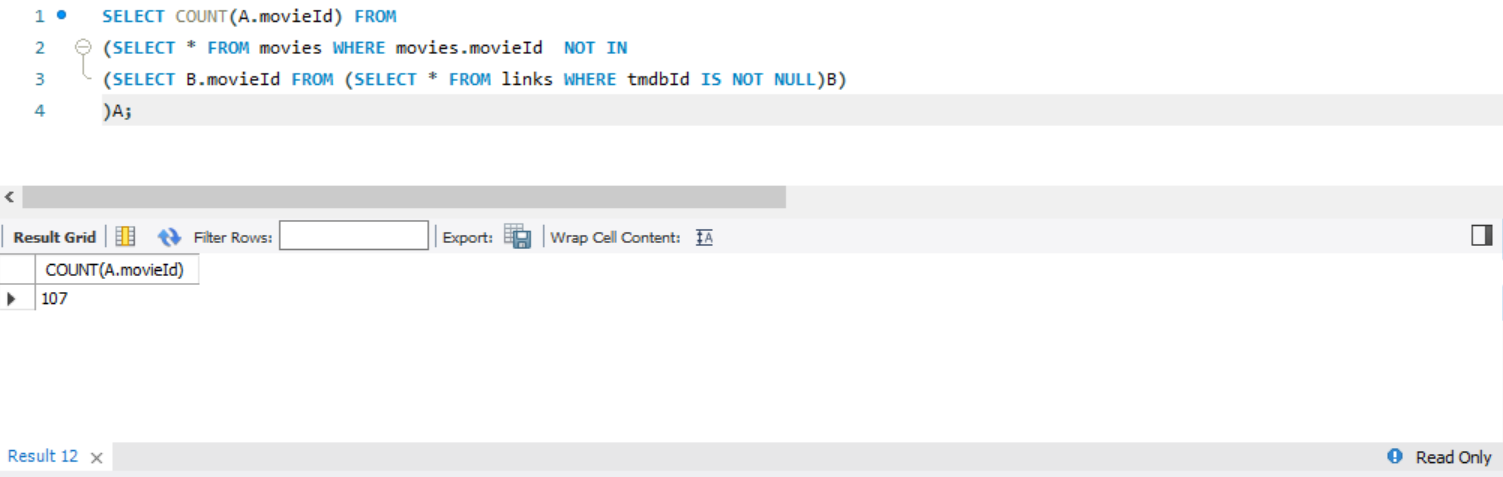 1 SELECT COUNT(A.movieId) FROM
2 (SELECT * FROM movies WHERE movies.movieId  NOT IN
3 (SELECT B.movieId FROM (SELECT * FROM links WHERE tmdbId IS NOT NULL)B)
4 )A;
Result Grid Filter Rows: Export: Wrap Cell Content: IA
COUNT(A.movieId)
107
Result 12 Read Only